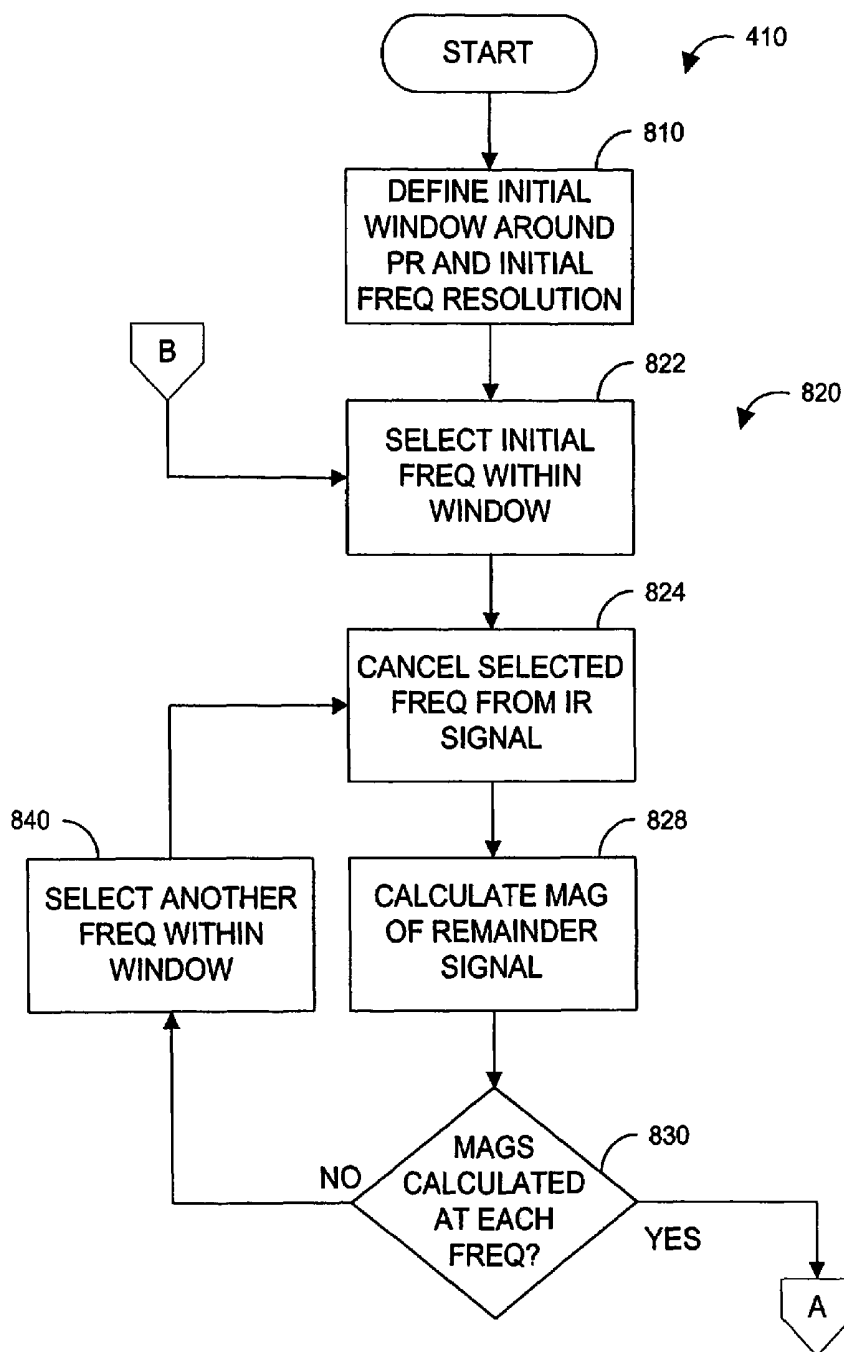 START
410
810
DEFINE INITIAL
WINDOW AROUND
PR AND INITIAL
FREQ RESOLUTION
B
822
820
SELECT INITIAL
FREQ WITHIN
WINDOW
824
CANCEL SELECTED
FREQ FROM IR
SIGNAL
840
828
SELECT ANOTHER
FREQ WITHIN
WINDOW
CALCULATE MAG
OF REMAINDER
SIGNAL
830
MAGS
CALCULATED
AT EACH
FREQ?
NO
YES
A